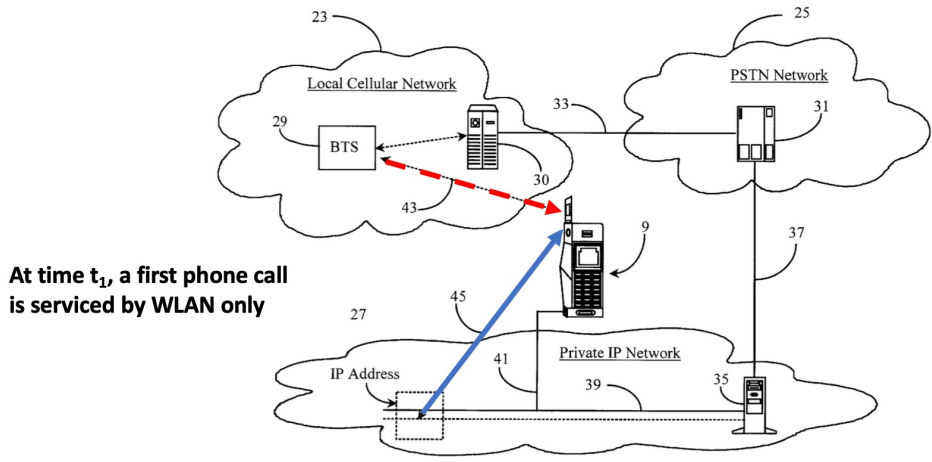 23
25
Local Cellular Network
PSTN Network
33
29
31
BTS
30
43
9
37
At time t1, a first phone call
is serviced by WLAN only
27
45
Private IP Network
IP Address
41
39
35